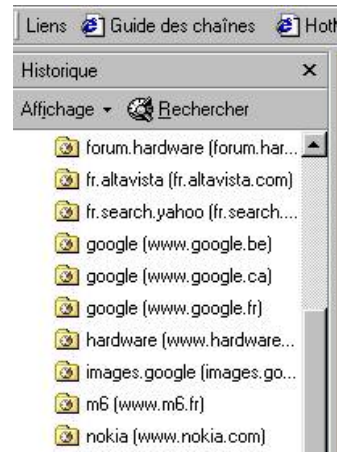 Liens Guide des chaînes Hot
Historique
Affichage Rechercher
forum.hardware (forum.har...
fr.altavista (fr.altavista.com)
fr.search.yahoo (fr.search....
google (www.google.be)
google (www.google.ca)
google (www.google.fr)
hardware (www.hardware...
images.google (images.go...
m6 (www.m6.fr)
nokia (www.nokia.com)